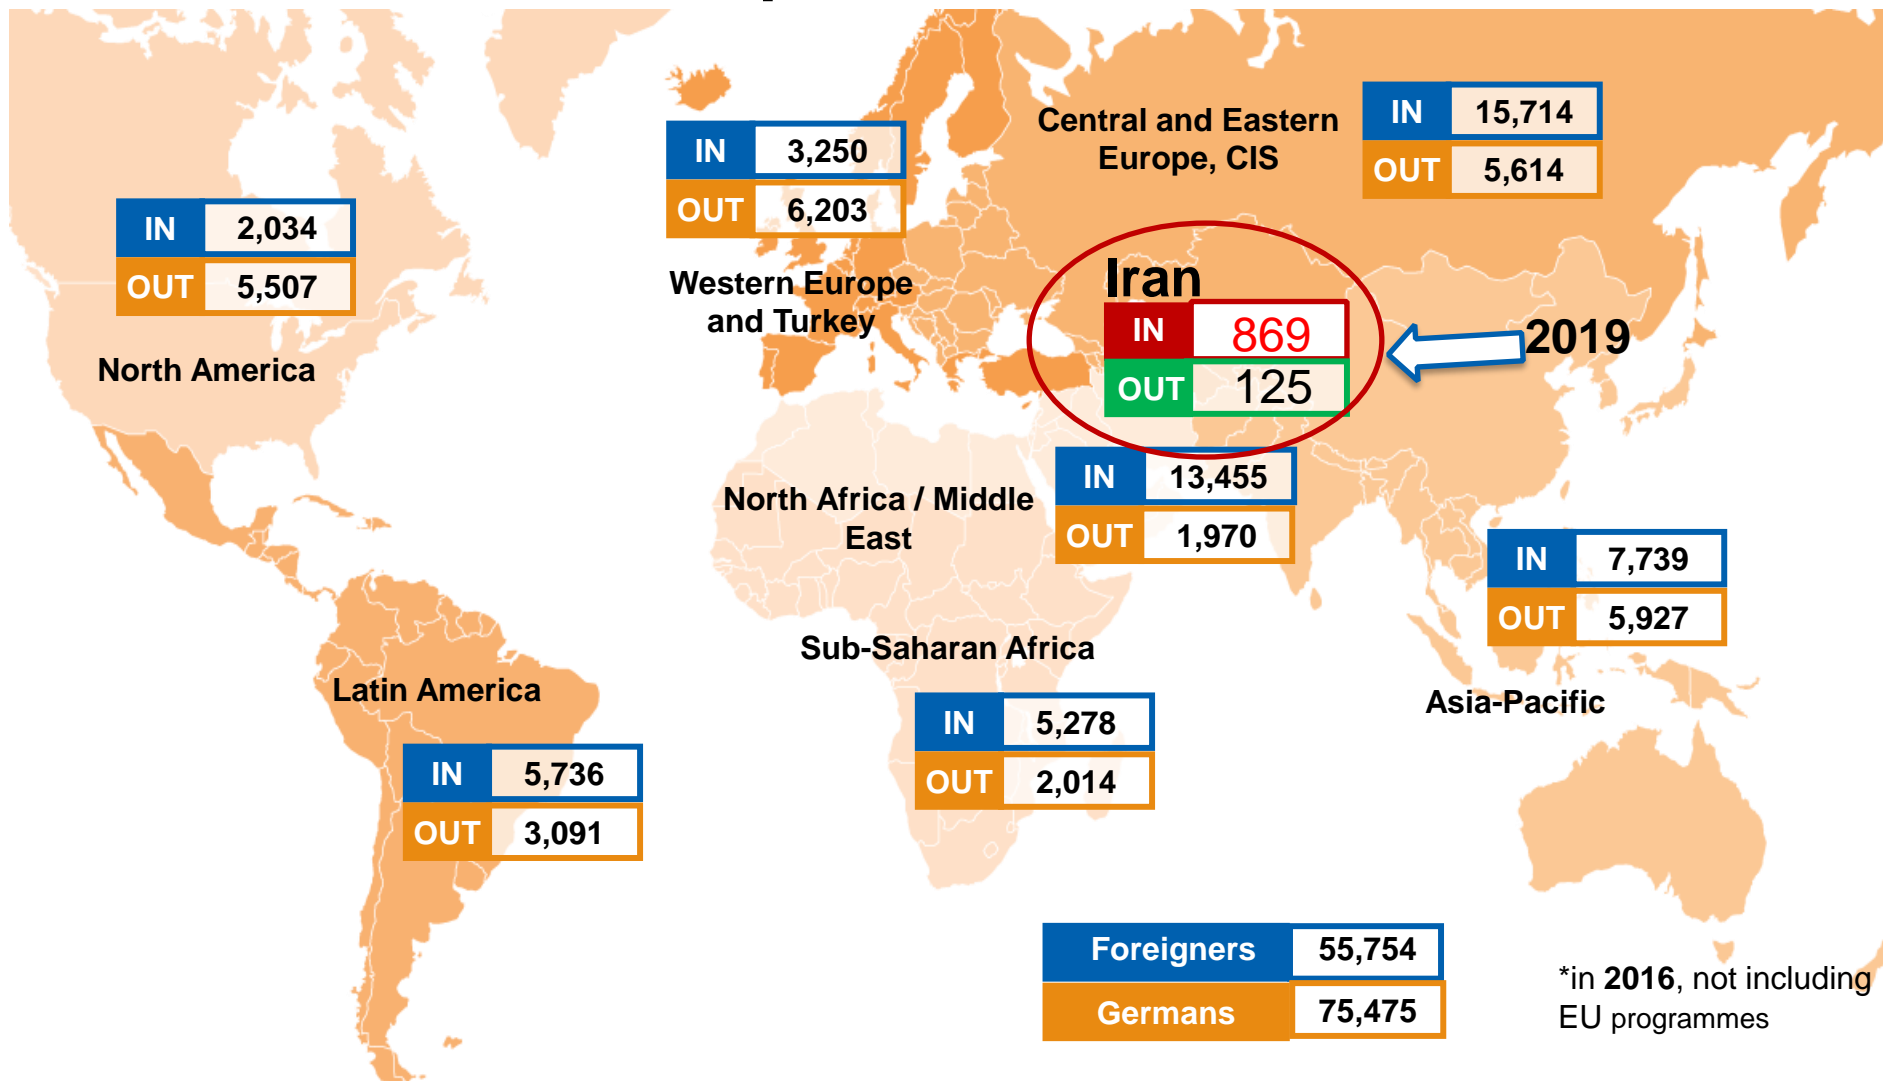 IN 15,714
OUT 5,614
Central and Eastern
Europe, CIS
IN 3,250
OUT 6,203
Western Europe
and Turkey
IN 2,034
OUT 5,507
North America
Iran
IN 869
OUT 125
2019
North Africa / Middle
East
IN 13,455
OUT 1,970
IN 7,739
OUT 5,927
Asia-Pacific
Sub-Saharan Africa
IN 5,278
OUT 2,014
Latin America
IN 5,736
OUT 3,091
Foreigners 55,754
Germans 75,475
*in 2016, not including
EU programmes